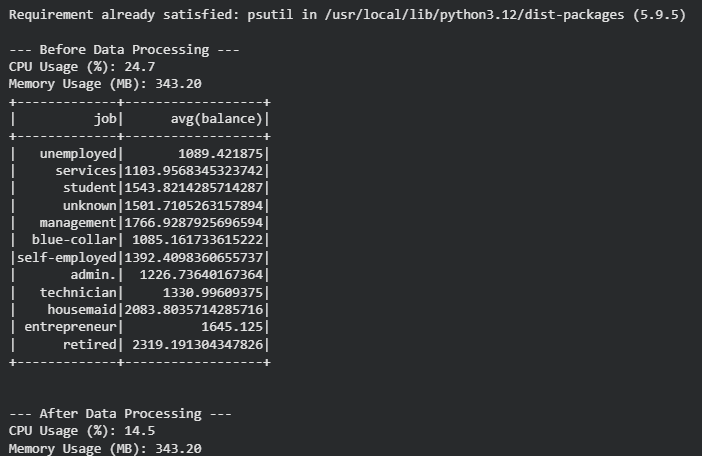 Requirement already satisfied: psutil in /usr/local/lib/python3.12/dist-packages (5.9.5)

--- Before Data Processing ---
CPU Usage (%): 24.7
Memory Usage (MB): 343.20
+-------------+------------------+
|          job|      avg(balance)|
+-------------+------------------+
|   unemployed|       1089.421875|
|     services|1103.9568345323742|
|      student|1543.8214285714287|
|      unknown|1501.7105263157894|
|   management|1766.9287925696594|
|  blue-collar| 1085.161733615222|
|self-employed|1392.4098360655737|
|       admin.|  1226.73640167364|
|   technician|     1330.99609375|
|    housemaid|2083.8035714285716|
| entrepreneur|          1645.125|
|      retired| 2319.191304347826|
+-------------+------------------+

--- After Data Processing ---
CPU Usage (%): 14.5
Memory Usage (MB): 343.20